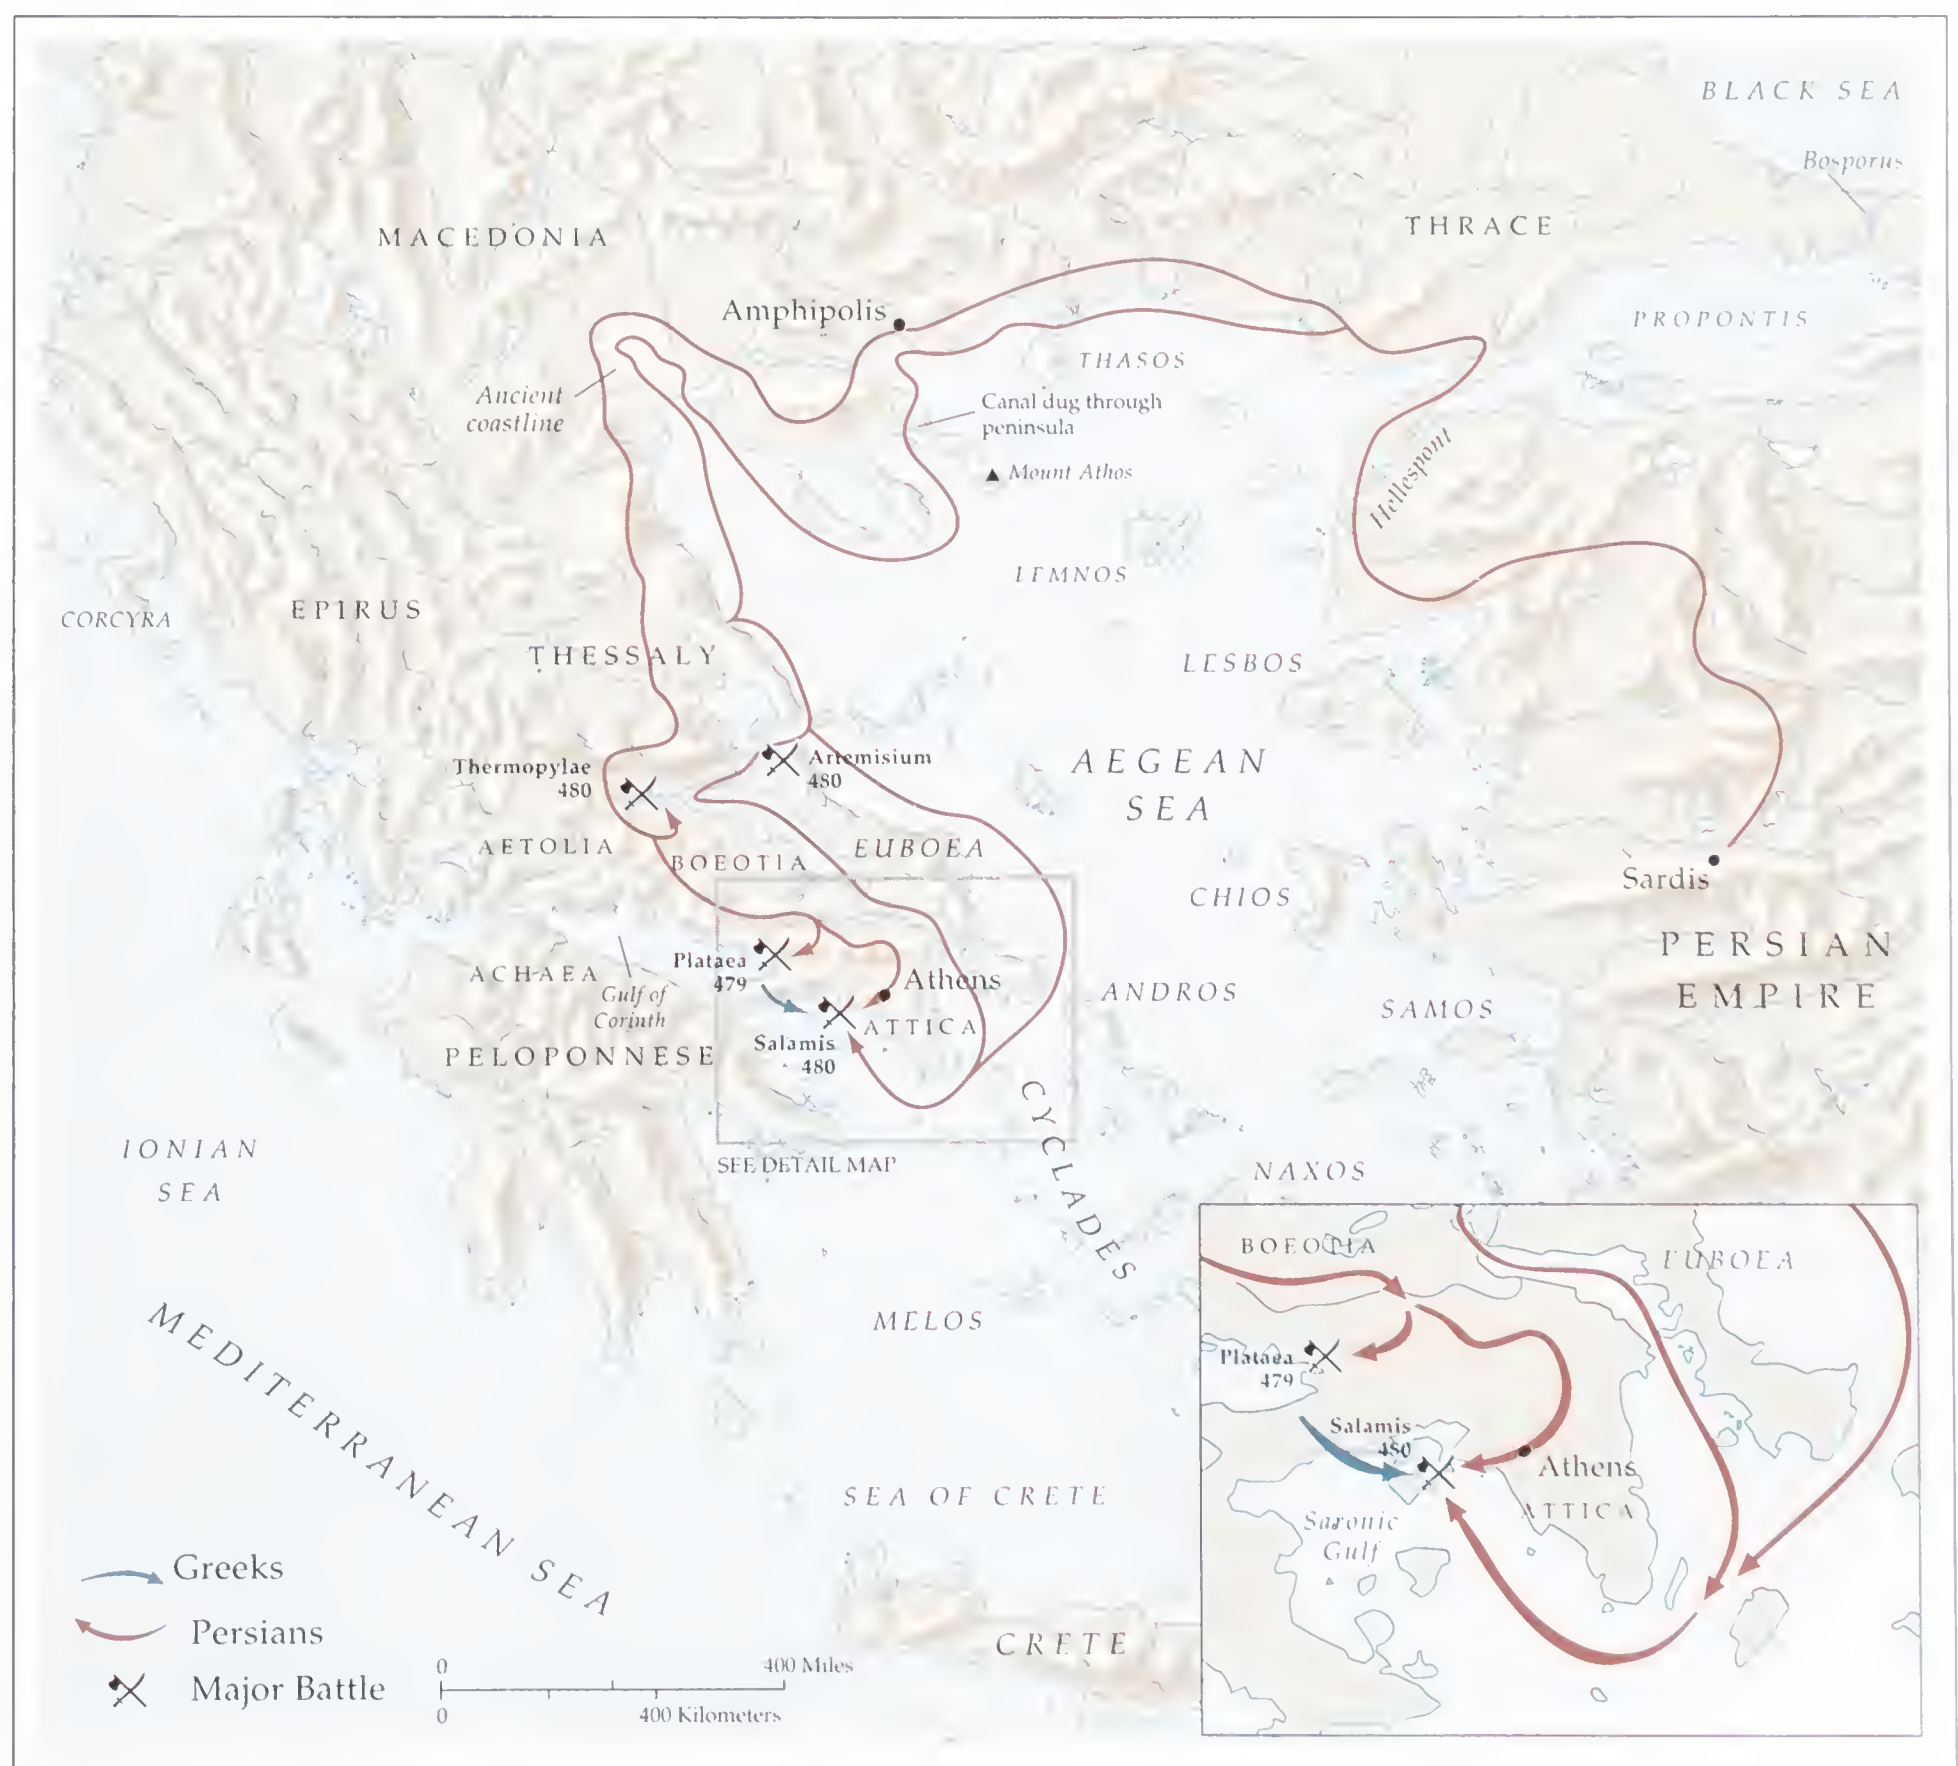 BLACK SEA
Bosporus
MACEDONIA
THRACE
Amphipolis
PROPONTIS
THASOS
Ancient
coastline
Canal dug through
peninsula
Mount Athos
Hellespont
LEMNOS
CORCYRA
EPIRUS
THESSALY
LESBOS
Thermopylae
480
Artemisium
480
AEGEAN
SEA
AETOLIA
BOEOTIA
EUBOEA
CHIOS
Sardis
PERSIAN
EMPIRE
Plataea
479
ACHAEA
Gulf of
Corinth
Athens
ANDROS
SAMOS
ATTICA
Salamis
480
PELOPONNESE
CYCLADES
IONIAN
SEA
SEE DETAIL MAP
NAXOS
MELOS
MEDITERRANEAN SEA
SEA OF CRETE
CRETE
BOEOTIA
EUBOEA
Plataea
479
Salamis
480
Athens
ATTICA
Saronic
Gulf
Greeks
Persians
Major Battle
0
400 Miles
0
400 Kilometers